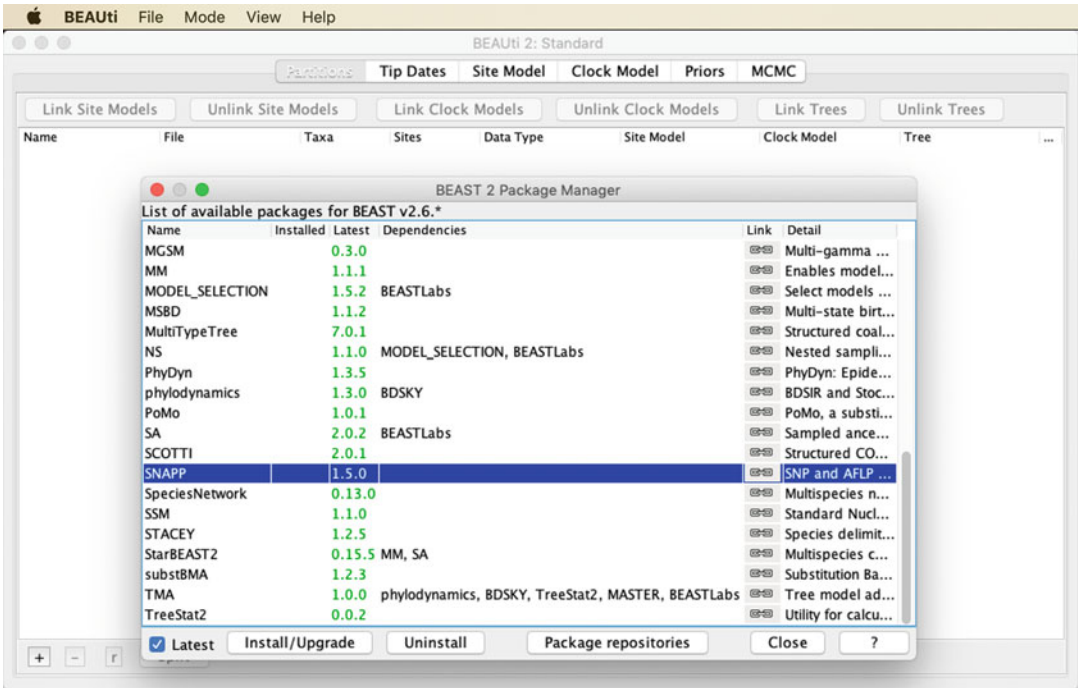 BEAUti File Mode View Help
BEAUti 2: Standard
Partitions Tip Dates Site Model Clock Model Priors MCMC
Link Site Models Unlink Site Models Link Clock Models Unlink Clock Models Link Trees Unlink Trees
Name File Taxa Sites Data Type Site Model Clock Model Tree ...
BEAST 2 Package Manager
List of available packages for BEAST v2.6.*
Name Installed Latest Dependencies Link Detail
MGSM 0.3.0 Multi-gamma ...
MM 1.1.1 Enables model...
MODEL_SELECTION 1.5.2 BEASTLabs Select models ...
MSBD 1.1.2 Multi-state birt...
MultiTypeTree 7.0.1 Structured coal...
NS 1.1.0 MODEL_SELECTION, BEASTLabs Nested sampli...
PhyDyn 1.3.5 PhyDyn: Epide...
phylodynamics 1.3.0 BDSKY BDSIR and Stoc...
PoMo 1.0.1 PoMo, a substi...
SA 2.0.2 BEASTLabs Sampled ance...
SCOTTI 2.0.1 Structured CO...
SNAPP 1.5.0 SNP and AFLP ...
SpeciesNetwork 0.13.0 Multispecies n...
SSM 1.1.0 Standard Nucl...
STACEY 1.2.5 Species delimit...
StarBEAST2 0.15.5 MM, SA Multispecies c...
substBMA 1.2.3 Substitution Ba...
TMA 1.0.0 phylodynamics, BDSKY, TreeStat2, MASTER, BEASTLabs Tree model ad...
TreeStat2 0.0.2 Utility for calcu...
Latest Install/Upgrade Uninstall Package repositories Close ?
+ - r